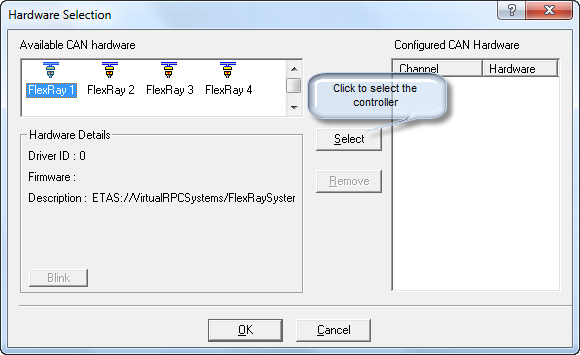 Hardware Selection
Available CAN hardware
FlexRay 1 FlexRay 2 FlexRay 3 FlexRay 4
Hardware Details
Driver ID : 0
Firmware :
Description : ETAS://VirtualRPCSystems/FlexRaySyster
Blink
Click to select the
controller
Select
Remove
Configured CAN Hardware
Channel Hardware
OK Cancel